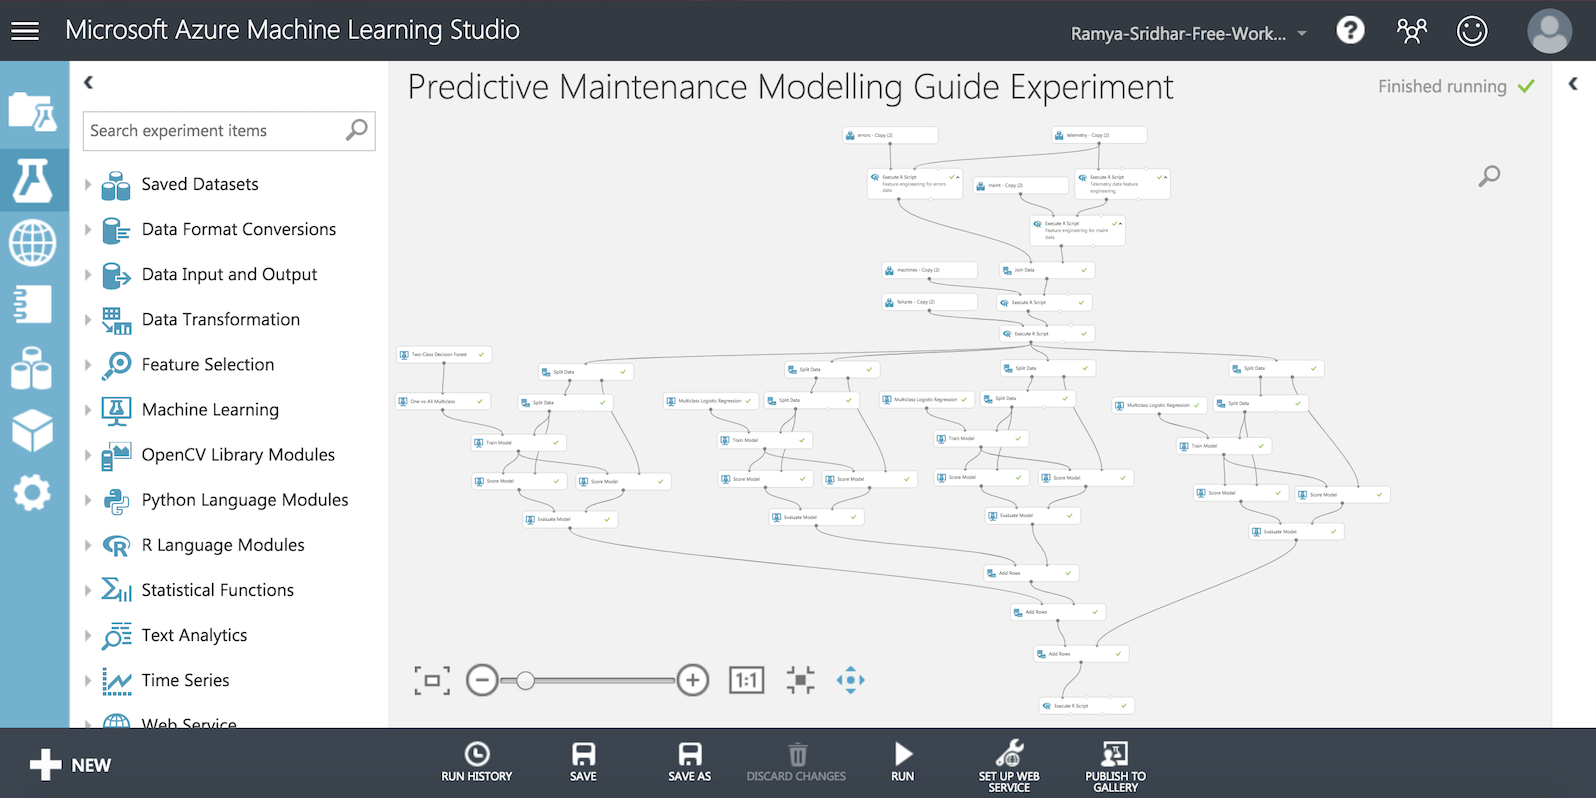 Microsoft Azure Machine Learning Studio
Ramya-Sridhar-Free-Work...
Predictive Maintenance Modelling Guide Experiment
Finished running
Search experiment items
Saved Datasets
Data Format Conversions
Data Input and Output
Data Transformation
Feature Selection
Machine Learning
OpenCV Library Modules
Python Language Modules
R Language Modules
Statistical Functions
Text Analytics
Time Series
Web Service
errors - Copy (2)
telemetry - Copy (2)
Execute R Script
Feature engineering for errors
data
maint - Copy (2)
Execute R Script
Telemetry data feature
engineering
Execute R Script
Feature engineering for maint
data
machines - Copy (2)
Join Data
failures - Copy (2)
Execute R Script
Execute R Script
Two-Class Decision Forest
Split Data
Split Data
Split Data
Split Data
One-vs-All Multiclass
Split Data
Multiclass Logistic Regression
Split Data
Multiclass Logistic Regression
Split Data
Multiclass Logistic Regression
Split Data
Train Model
Train Model
Train Model
Train Model
Score Model
Score Model
Score Model
Score Model
Score Model
Score Model
Score Model
Score Model
Evaluate Model
Evaluate Model
Evaluate Model
Evaluate Model
Add Rows
Add Rows
Add Rows
Execute R Script
1:1
NEW
RUN HISTORY
SAVE
SAVE AS
DISCARD CHANGES
RUN
SET UP WEB
SERVICE
PUBLISH TO
GALLERY